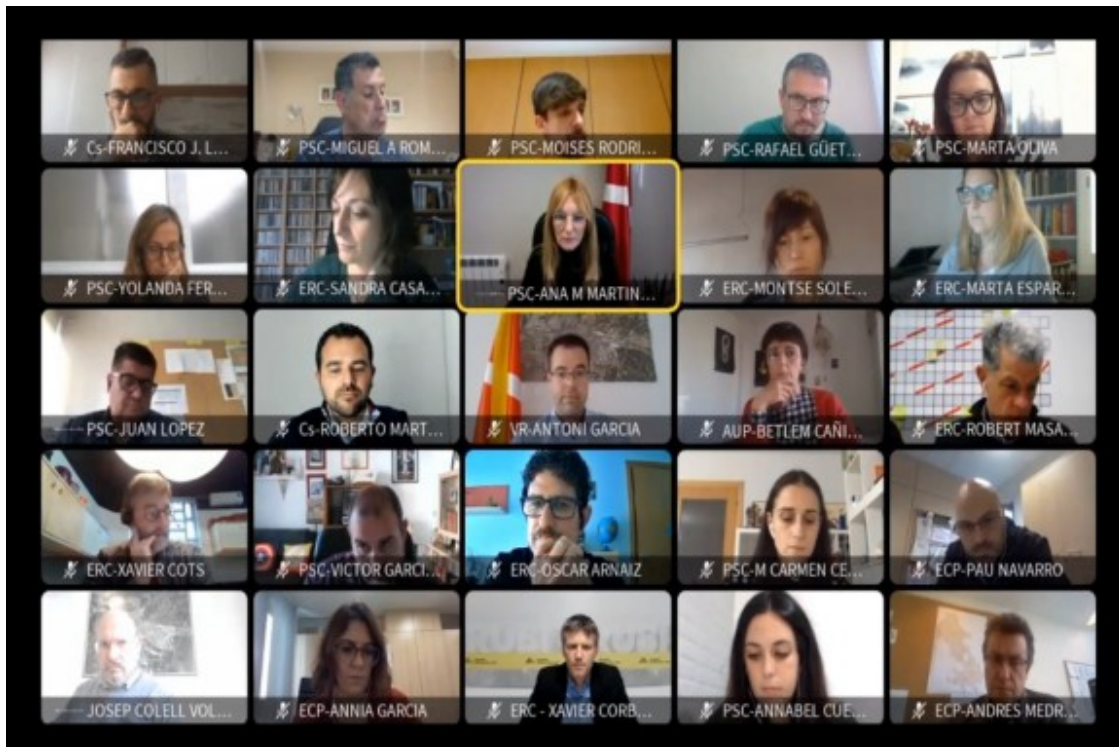 Cs-FRANCISCO J. L...
PSC-MIGUEL A ROM...
PSC-MOISES RODRI...
PSC-RAFAEL GÜET...
PSC-MARTA OLIVA
PSC-YOLANDA FER...
ERC-SANDRA CASA...
PSC-ANA M MARTIN...
ERC-MONTSE SOLE...
ERC-MARTA ESPAR...
PSC-JUAN LOPEZ
Cs-ROBERTO MART...
VR-ANTONI GARCIA
AUP-BETLEM CAÑI...
ERC-ROBERT MASA...
ERC-XAVIER COTS
PSC-VICTOR GARCI...
ERC-OSCAR ARNAIZ
PSC-M CARMEN CE...
ECP-PAU NAVARRO
JOSEP COLELL VOL...
ECP-ANNIA GARCIA
ERC - XAVIER CORB...
PSC-ANNABEL CUE...
ECP-ANDRES MEDR...